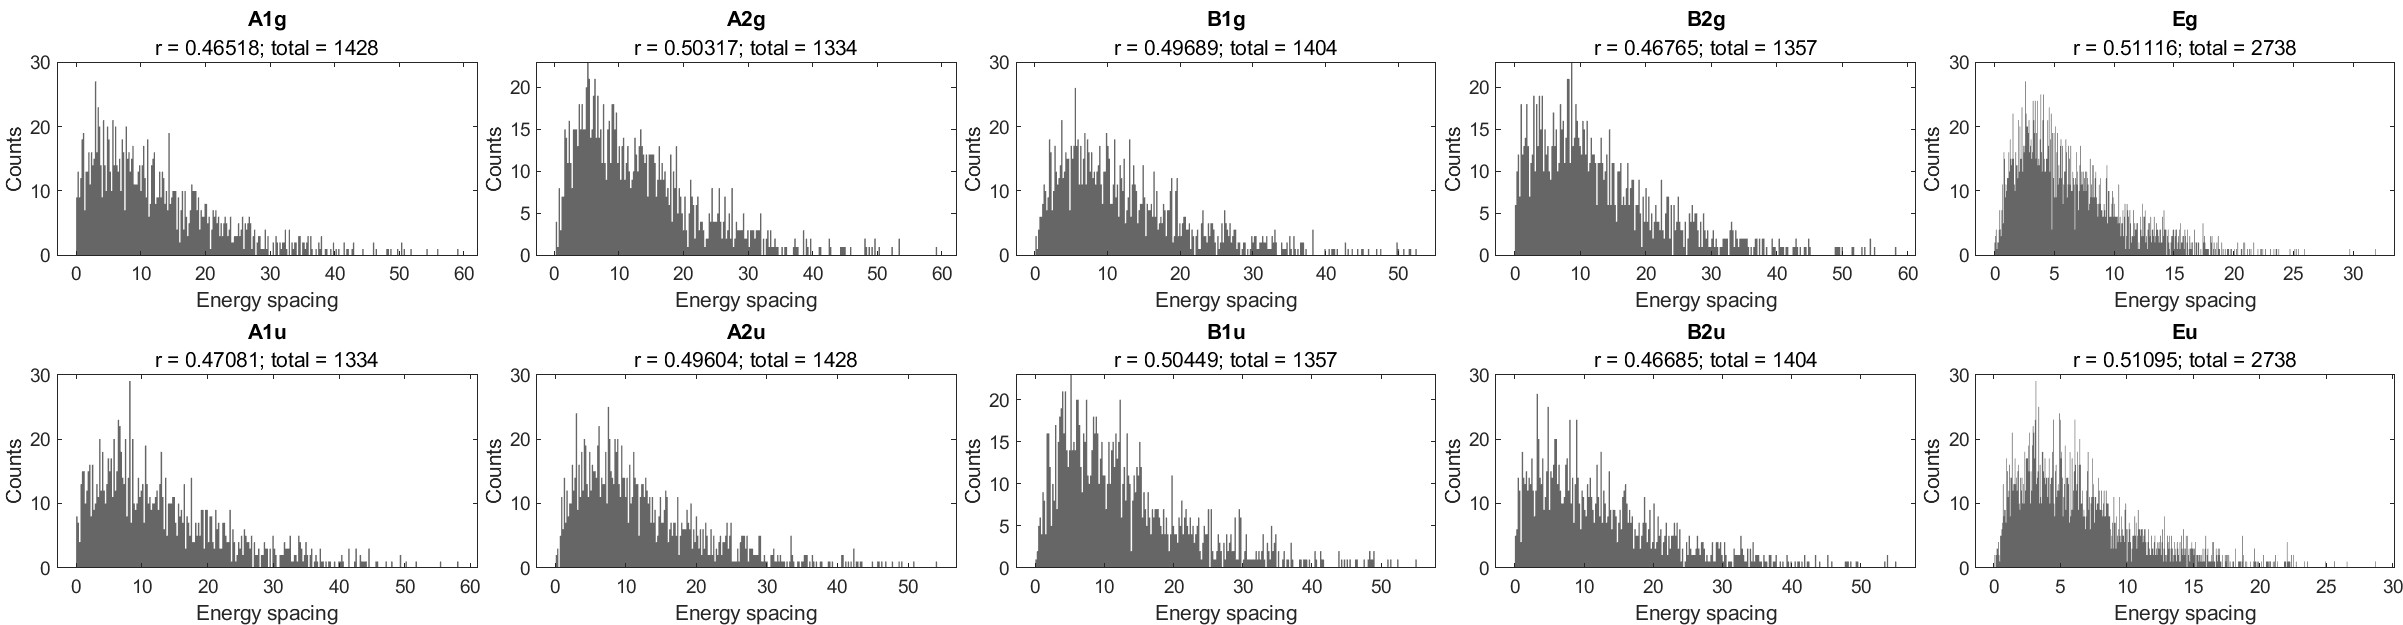 A1g
r = 0.46518; total = 1428
30
20
10
0
Counts
0 10 20 30 40 50 60
Energy spacing
A2g
r = 0.50317; total = 1334
20
15
10
5
0
Counts
0 10 20 30 40 50 60
Energy spacing
B1g
r = 0.49689; total = 1404
30
20
10
0
Counts
0 10 20 30 40 50
Energy spacing
B2g
r = 0.46765; total = 1357
20
15
10
5
0
Counts
0 10 20 30 40 50 60
Energy spacing
Eg
r = 0.51116; total = 2738
30
20
10
0
Counts
0 5 10 15 20 25 30
Energy spacing
A1u
r = 0.47081; total = 1334
30
20
10
0
Counts
0 10 20 30 40 50 60
Energy spacing
A2u
r = 0.49604; total = 1428
30
20
10
0
Counts
0 10 20 30 40 50
Energy spacing
B1u
r = 0.50449; total = 1357
20
15
10
5
0
Counts
0 10 20 30 40 50
Energy spacing
B2u
r = 0.46685; total = 1404
30
20
10
0
Counts
0 10 20 30 40 50
Energy spacing
Eu
r = 0.51095; total = 2738
30
20
10
0
Counts
0 5 10 15 20 25 30
Energy spacing